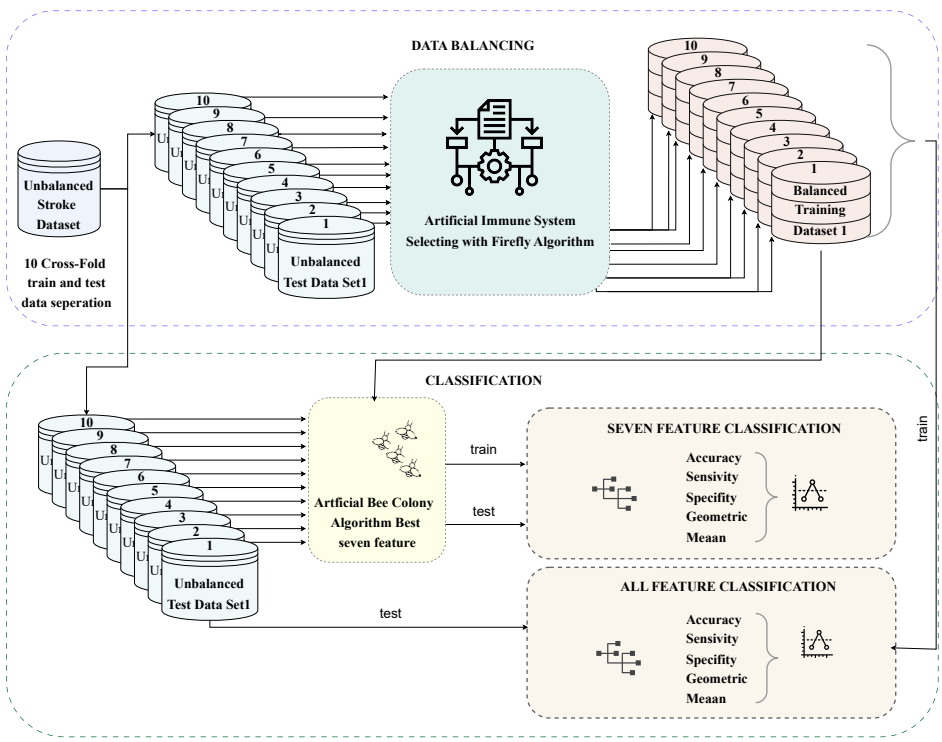 DATA BALANCING
Unbalanced
Stroke
Dataset
10 Cross-Fold
train and test
data seperation
10
9
8
7
6
5
4
3
2
1
Unbalanced
Test Data Set1
Artificial Immune System
Selecting with Firefly Algorithm
10
9
8
7
6
5
4
3
2
1
Balanced
Training
Dataset 1
train
CLASSIFICATION
10
9
8
7
6
5
4
3
2
1
Unbalanced
Test Data Set1
Artficial Bee Colony
Algorithm Best
seven feature
train
test
test
SEVEN FEATURE CLASSIFICATION
Accuracy
Sensivity
Specifity
Geometric
Meaan
ALL FEATURE CLASSIFICATION
Accuracy
Sensivity
Specifity
Geometric
Meaan